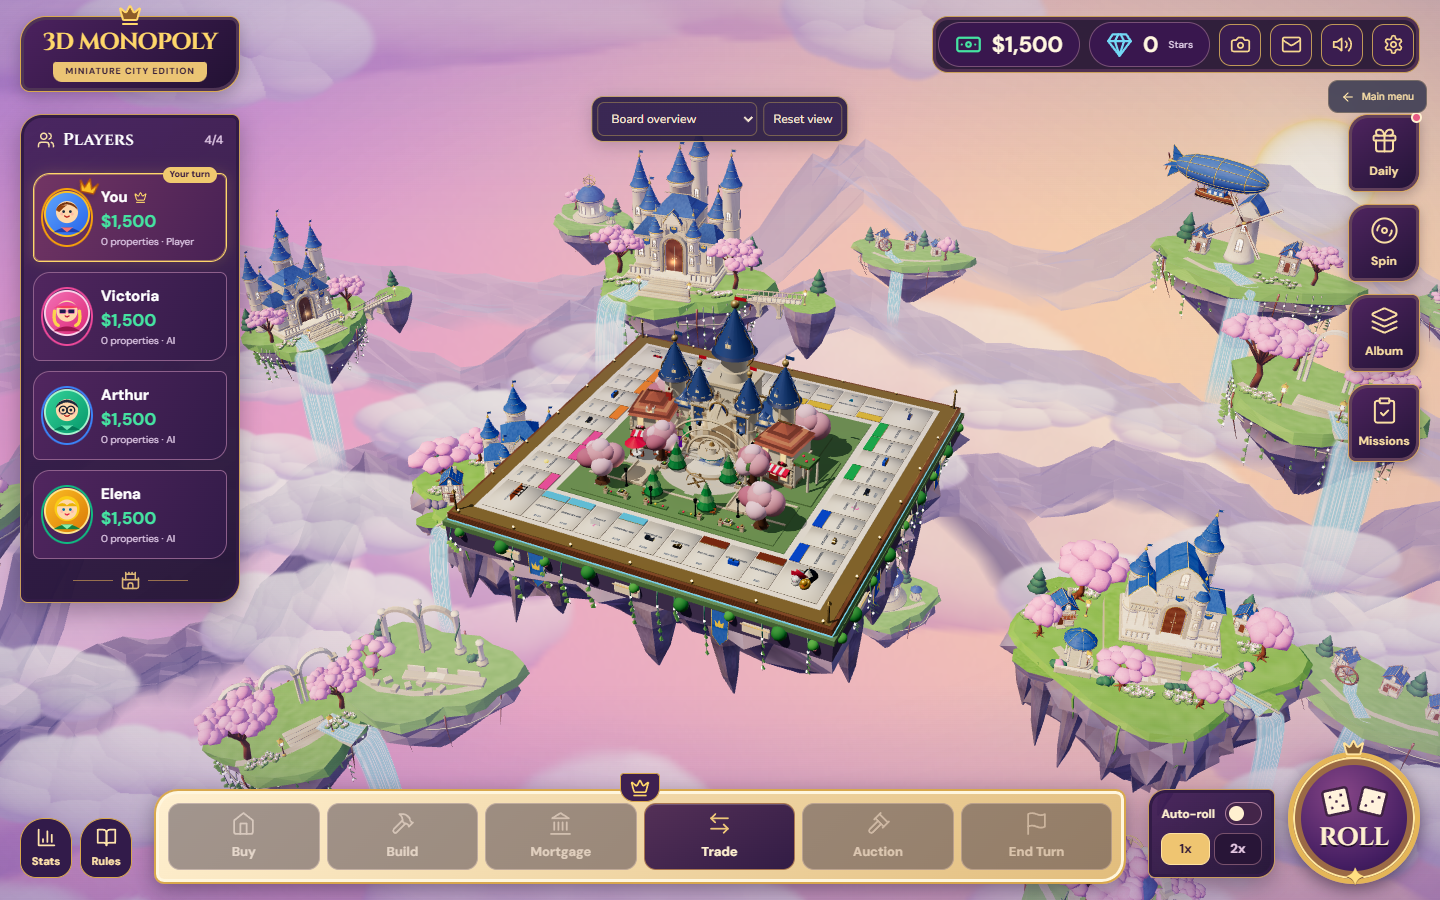 3D MONOPOLY
MINIATURE CITY EDITION
$1,500
0 Stars
Main menu
Board overview
Reset view
PLAYERS 4/4
Your turn
You
$1,500
0 properties · Player
Victoria
$1,500
0 properties · AI
Arthur
$1,500
0 properties · AI
Elena
$1,500
0 properties · AI
Daily
Spin
Album
Missions
Stats
Rules
Buy
Build
Mortgage
Trade
Auction
End Turn
Auto-roll
1x
2x
ROLL